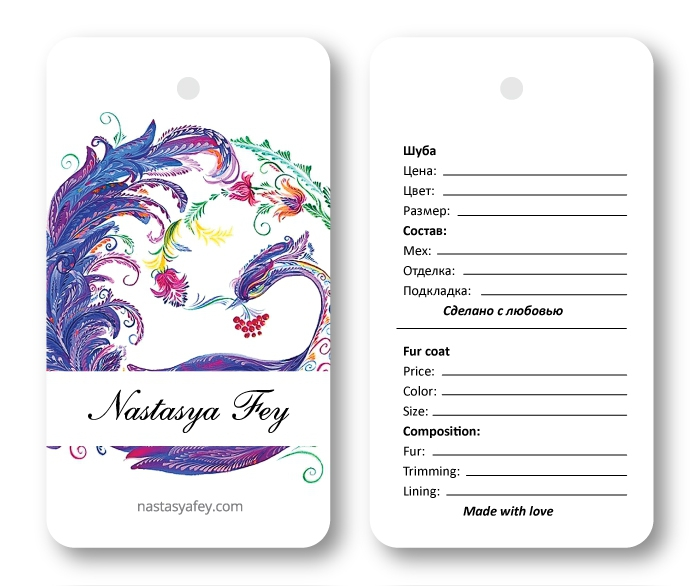 Nastasya Fey
nastasyafey.com
Шуба
Цена:
Цвет:
Размер:
Состав:
Мех:
Отделка:
Подкладка:
Сделано с любовью
Fur coat
Price:
Color:
Size:
Composition:
Fur:
Trimming:
Lining:
Made with love